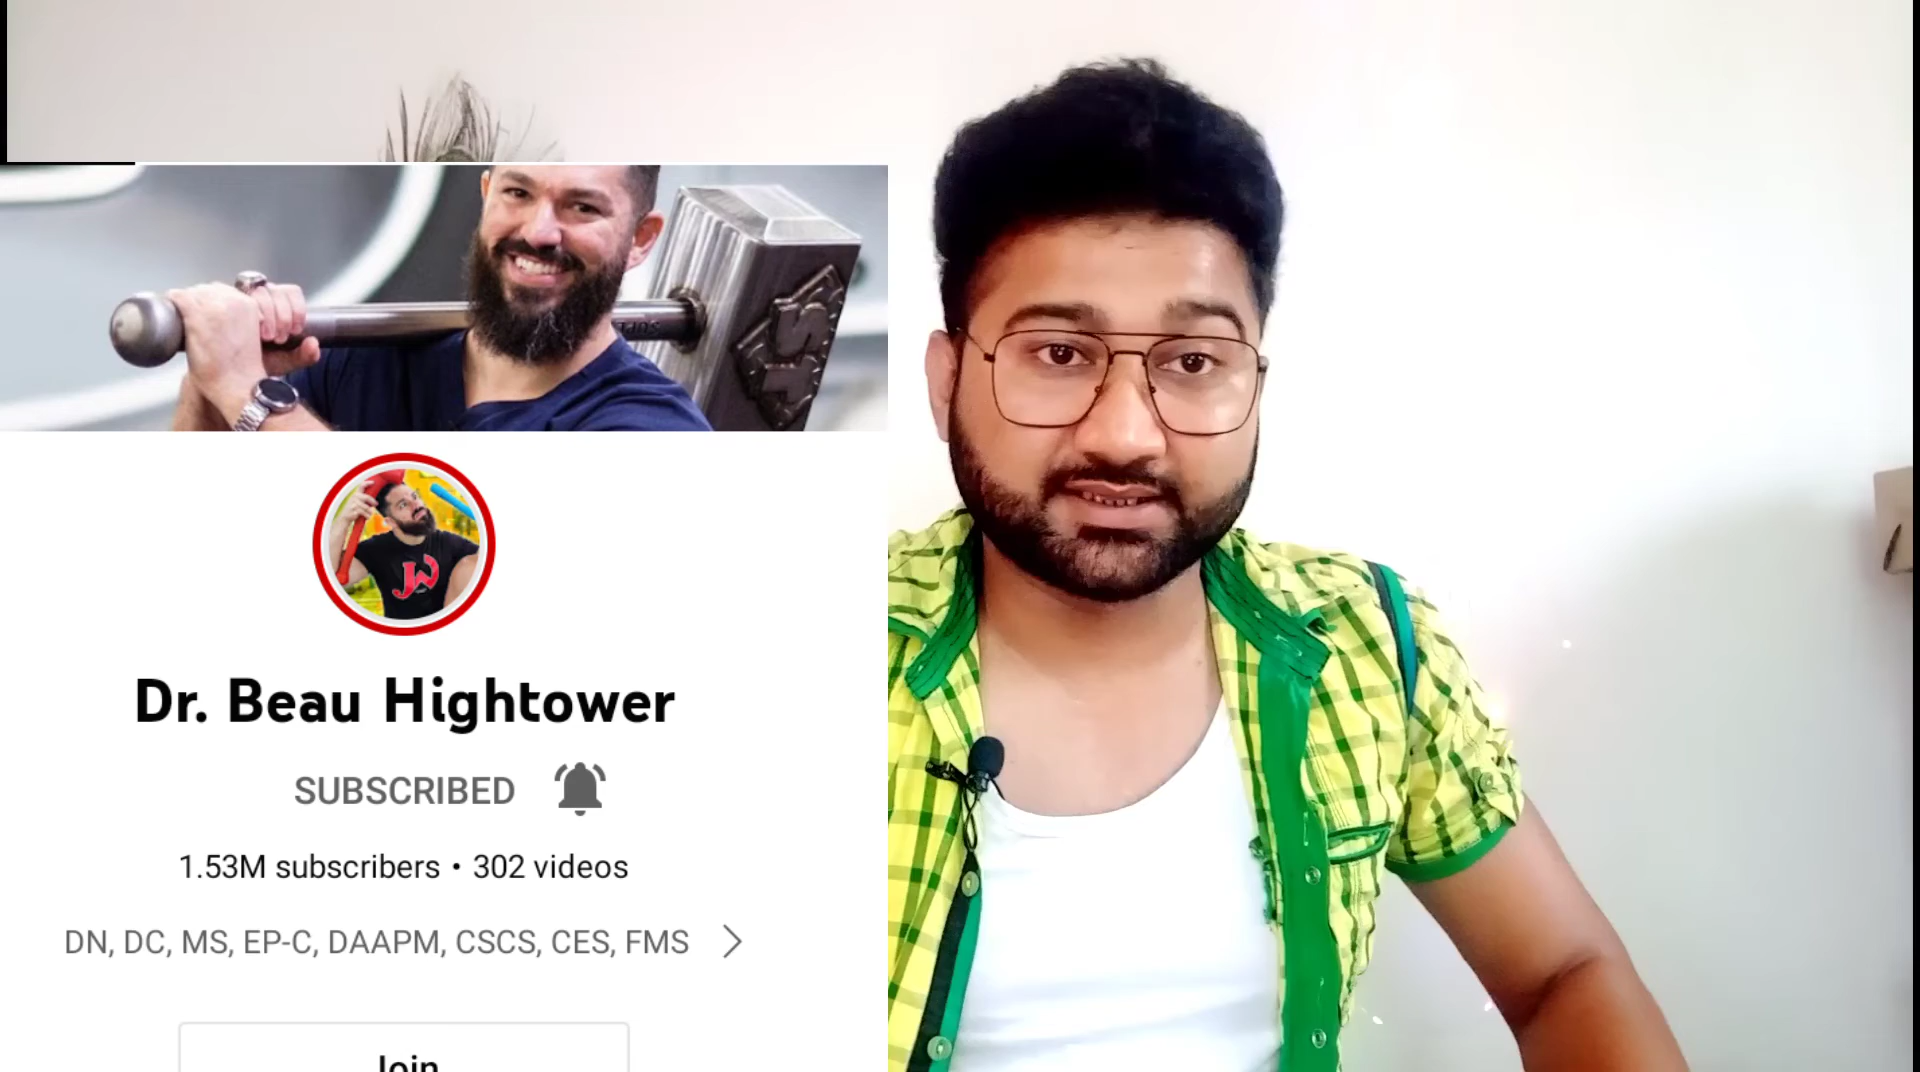 Dr. Beau Hightower
SUBSCRIBED
1.53M subscribers • 302 videos
DN, DC, MS, EP-C, DAAPM, CSCS, CES, FMS
Join